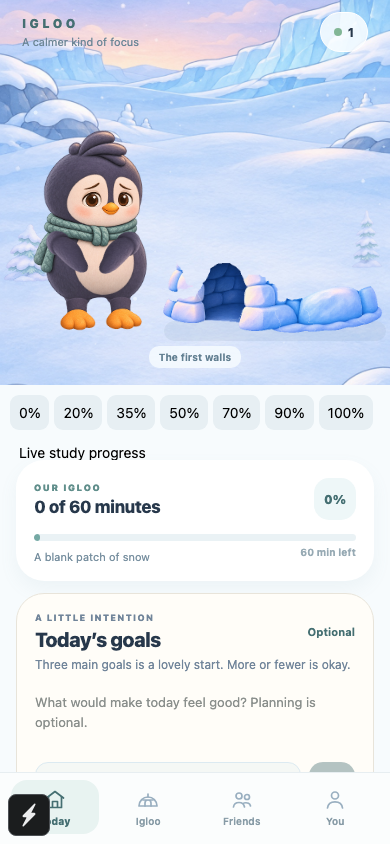 IGLOO
A calmer kind of focus
1
The first walls
0%
20%
35%
50%
70%
90%
100%
Live study progress
OUR IGLOO
0 of 60 minutes
0%
A blank patch of snow
60 min left
A LITTLE INTENTION
Today's goals
Optional
Three main goals is a lovely start. More or fewer is okay.
What would make today feel good? Planning is
optional.
Igloo
Friends
You